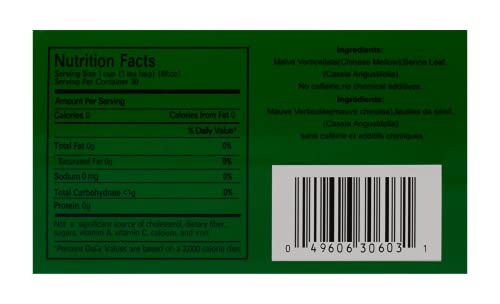 Nutrition Facts
Serving Size 1 cup (1 tea bag) (8fl oz)
Serving Per Container 30
Amount Per Serving
Calories 0 Calories from Fat 0
% Daily Value*
Total Fat 0g 0%
Saturated Fat 0g 0%
Sodium 0 mg 0%
Total Carbohydrate <1g 0%
Protein 0g
Not a significant source of cholesterol, dietary fiber,
sugars, vitamin A, vitamin C, calcium, and iron
*Percent Daily Values are based on a 2,000 calorie diet
Ingredients:
Malva Verticellata(Chinese Mellow),Senna Leaf
(Cassia Angustifolia)
No caffeine,no chemical additives
Ingrédients:
Mauve Verticulée(mauve chinoise),feuilles de séné
(Cassia Angustifolia)
sans caféine et additifs chimiques
0 49606 30603 1